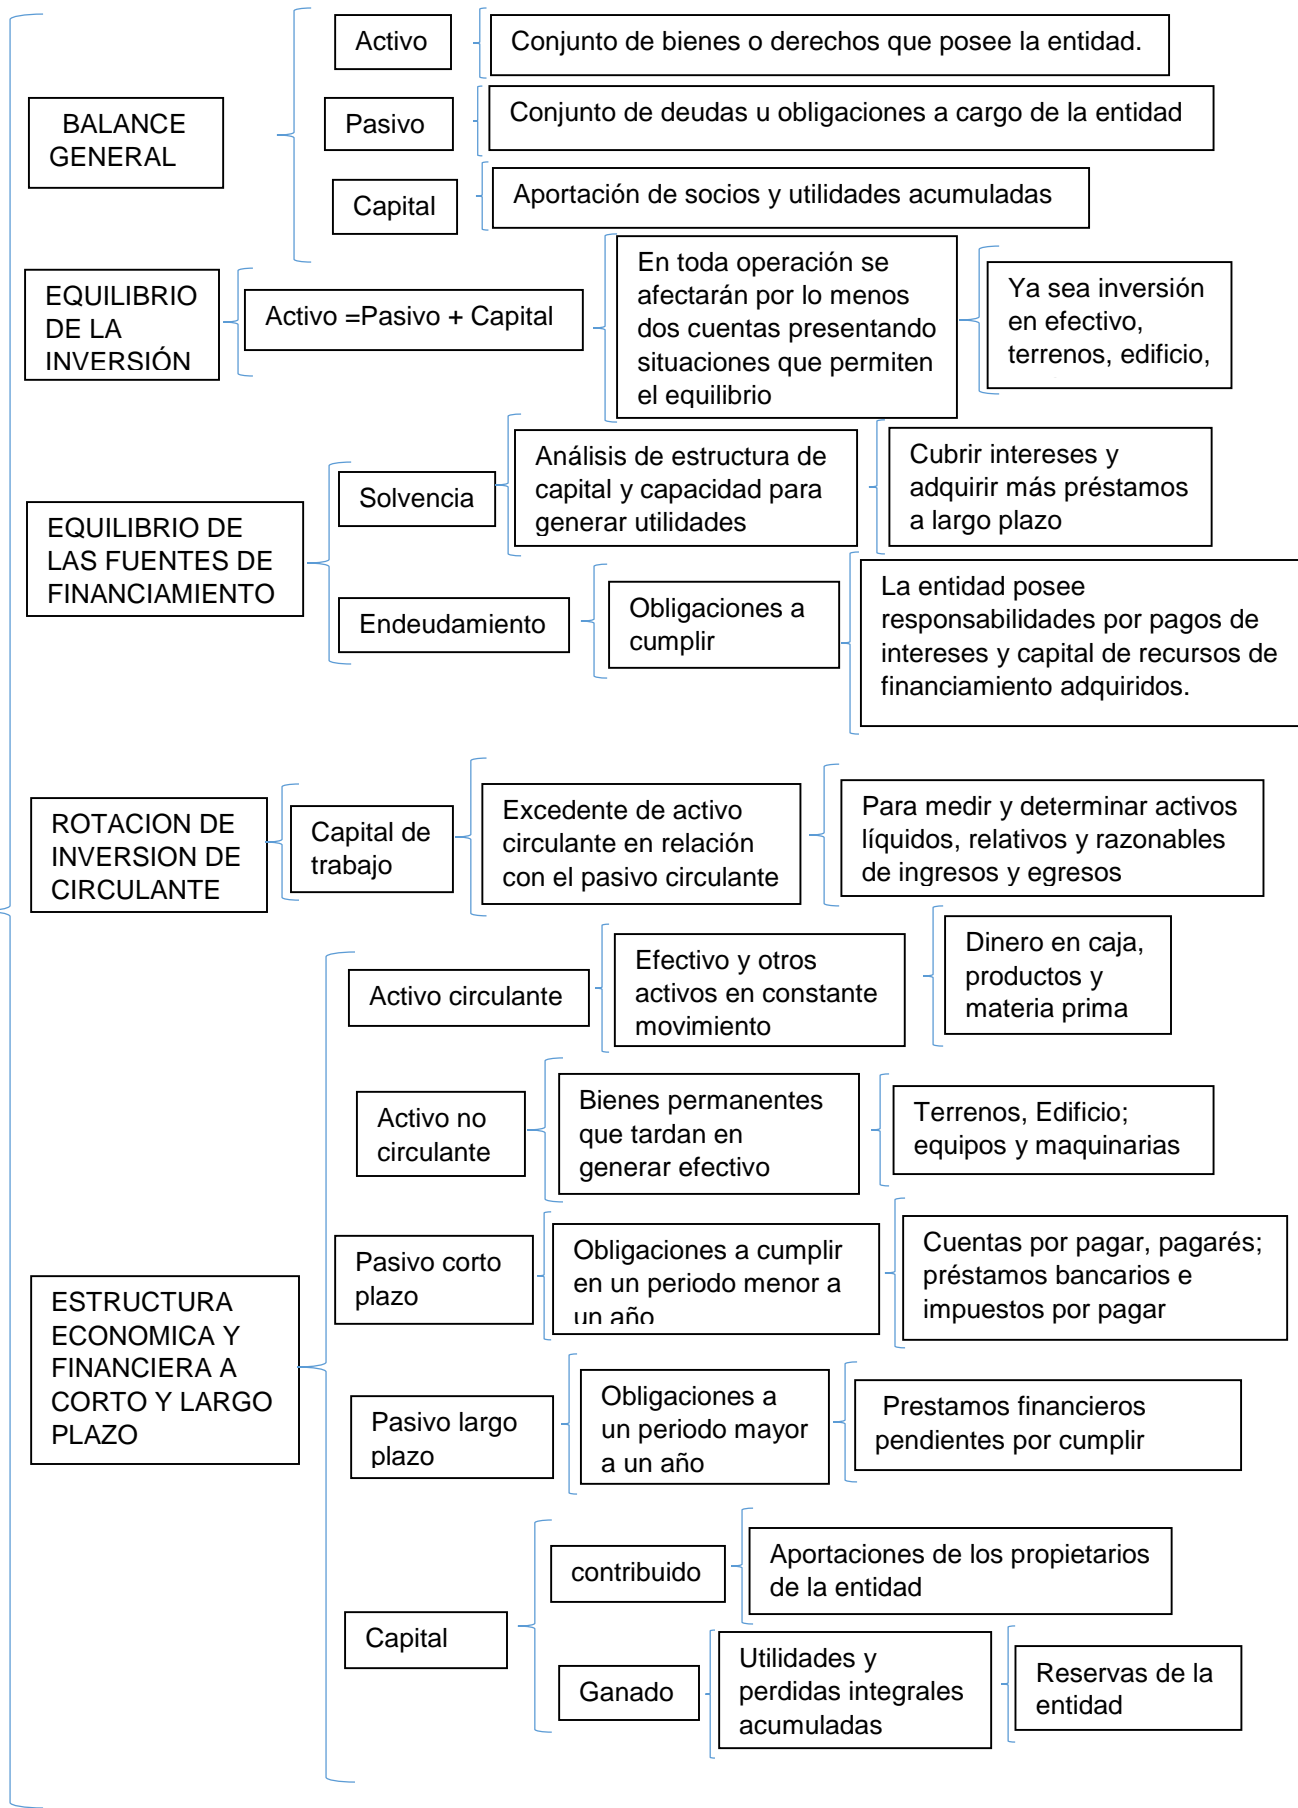 BALANCE
GENERAL
Activo
Conjunto de bienes o derechos que posee la entidad.
Pasivo
Conjunto de deudas u obligaciones a cargo de la entidad
Capital
Aportación de socios y utilidades acumuladas
EQUILIBRIO
DE LA
INVERSIÓN
Activo =Pasivo + Capital
En toda operación se
afectarán por lo menos
dos cuentas presentando
situaciones que permiten
el equilibrio
Ya sea inversión
en efectivo,
terrenos, edificio,
EQUILIBRIO DE
LAS FUENTES DE
FINANCIAMIENTO
Solvencia
Análisis de estructura de
capital y capacidad para
generar utilidades
Cubrir intereses y
adquirir más préstamos
a largo plazo
Endeudamiento
Obligaciones a
cumplir
La entidad posee
responsabilidades por pagos de
intereses y capital de recursos de
financiamiento adquiridos.
ROTACION DE
INVERSION DE
CIRCULANTE
Capital de
trabajo
Excedente de activo
circulante en relación
con el pasivo circulante
Para medir y determinar activos
líquidos, relativos y razonables
de ingresos y egresos
ESTRUCTURA
ECONOMICA Y
FINANCIERA A
CORTO Y LARGO
PLAZO
Activo circulante
Efectivo y otros
activos en constante
movimiento
Dinero en caja,
productos y
materia prima
Activo no
circulante
Bienes permanentes
que tardan en
generar efectivo
Terrenos, Edificio;
equipos y maquinarias
Pasivo corto
plazo
Obligaciones a cumplir
en un periodo menor a
un año
Cuentas por pagar, pagarés;
préstamos bancarios e
impuestos por pagar
Pasivo largo
plazo
Obligaciones a
un periodo mayor
a un año
Prestamos financieros
pendientes por cumplir
Capital
contribuido
Aportaciones de los propietarios
de la entidad
Ganado
Utilidades y
perdidas integrales
acumuladas
Reservas de la
entidad